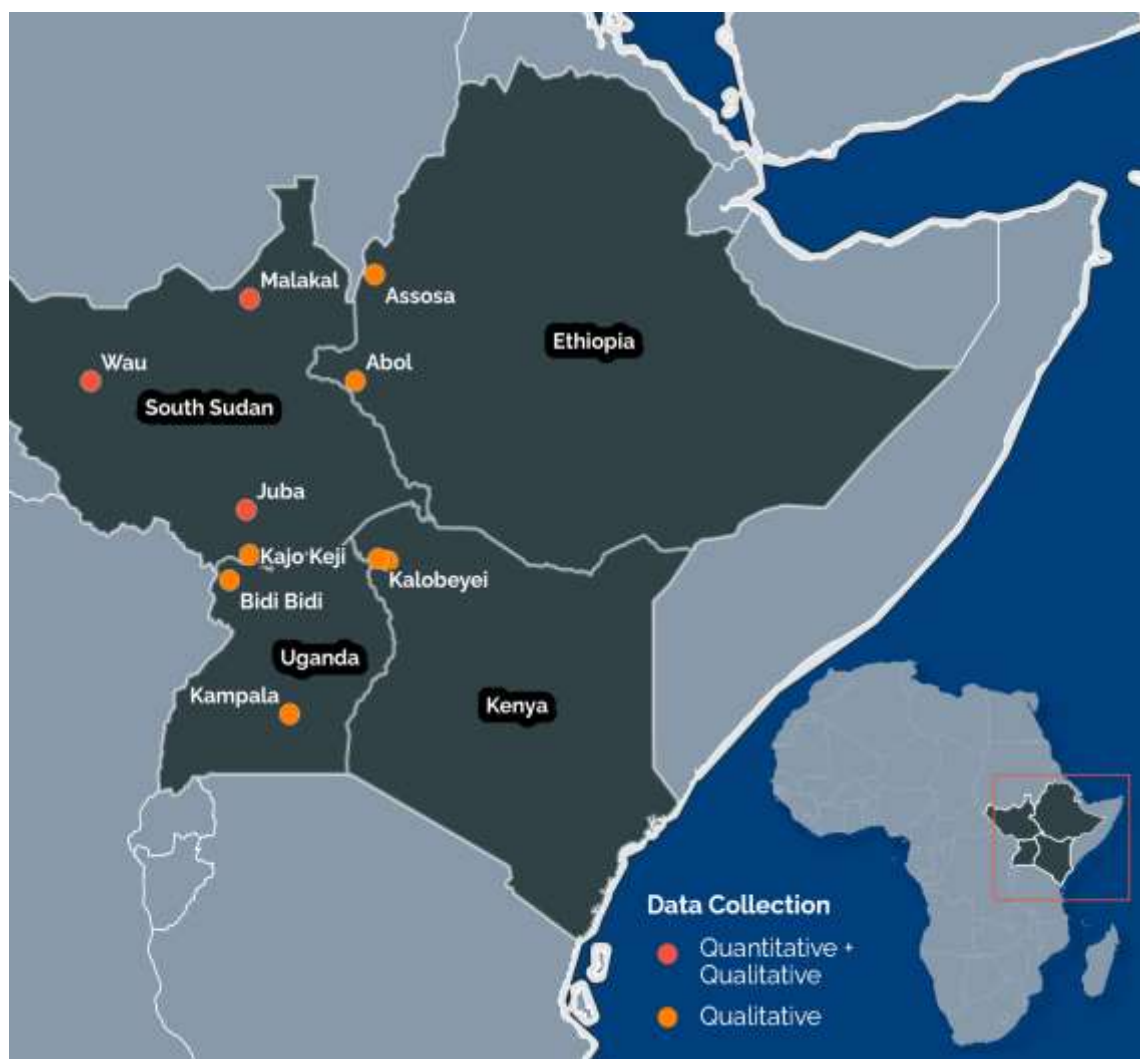 Malakal
Assosa
Ethiopia
Wau
Abol
South Sudan
Juba
Kajo Keji
Kalobeyei
Bidi Bidi
Uganda
Kampala
Kenya
Data Collection
Quantitative +
Qualitative
Qualitative